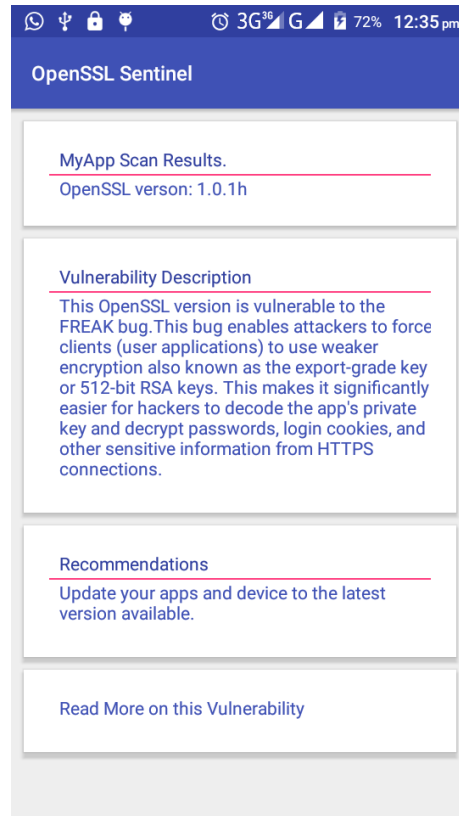 3G 3G G 72% 12:35 pm
OpenSSL Sentinel
MyApp Scan Results.
OpenSSL verson: 1.0.1h
Vulnerability Description
This OpenSSL version is vulnerable to the
FREAK bug.This bug enables attackers to force
clients (user applications) to use weaker
encryption also known as the export-grade key
or 512-bit RSA keys. This makes it significantly
easier for hackers to decode the app's private
key and decrypt passwords, login cookies, and
other sensitive information from HTTPS
connections.
Recommendations
Update your apps and device to the latest
version available.
Read More on this Vulnerability